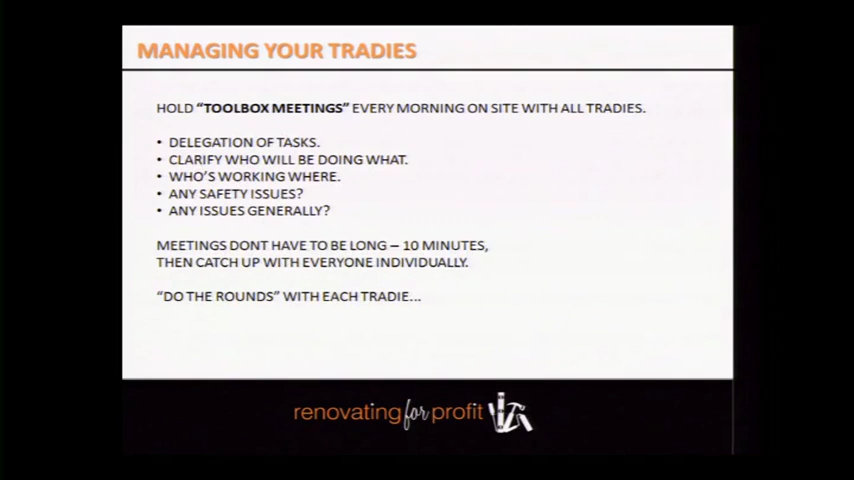 MANAGING YOUR TRADIES
HOLD “TOOLBOX MEETINGS” EVERY MORNING ON SITE WITH ALL TRADIES.
• DELEGATION OF TASKS.
• CLARIFY WHO WILL BE DOING WHAT.
• WHO’S WORKING WHERE.
• ANY SAFETY ISSUES?
• ANY ISSUES GENERALLY?
MEETINGS DONT HAVE TO BE LONG – 10 MINUTES,
THEN CATCH UP WITH EVERYONE INDIVIDUALLY.
“DO THE ROUNDS” WITH EACH TRADIE...
renovating for profit